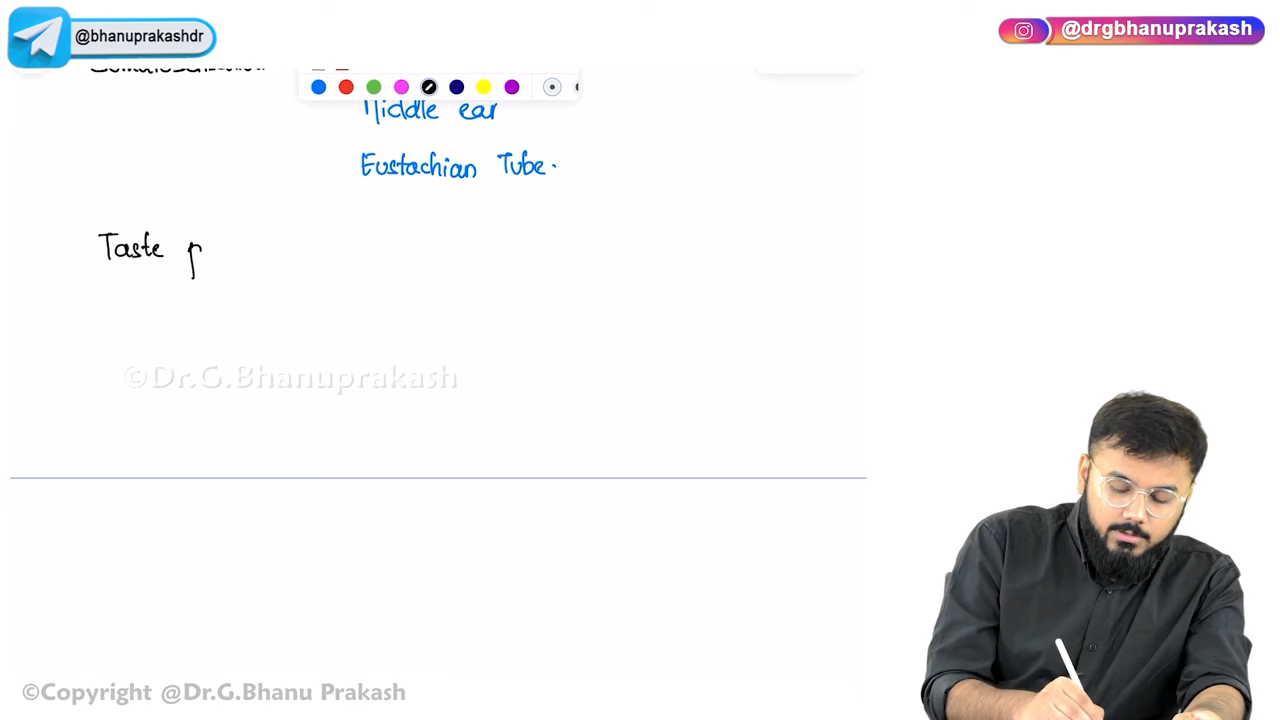 @bhanuprakashdr
@drgbhanuprakash
Middle ear
Eustachian Tube.
Taste p
©Dr.G.Bhanuprakash
©Copyright @Dr.G.Bhanu Prakash